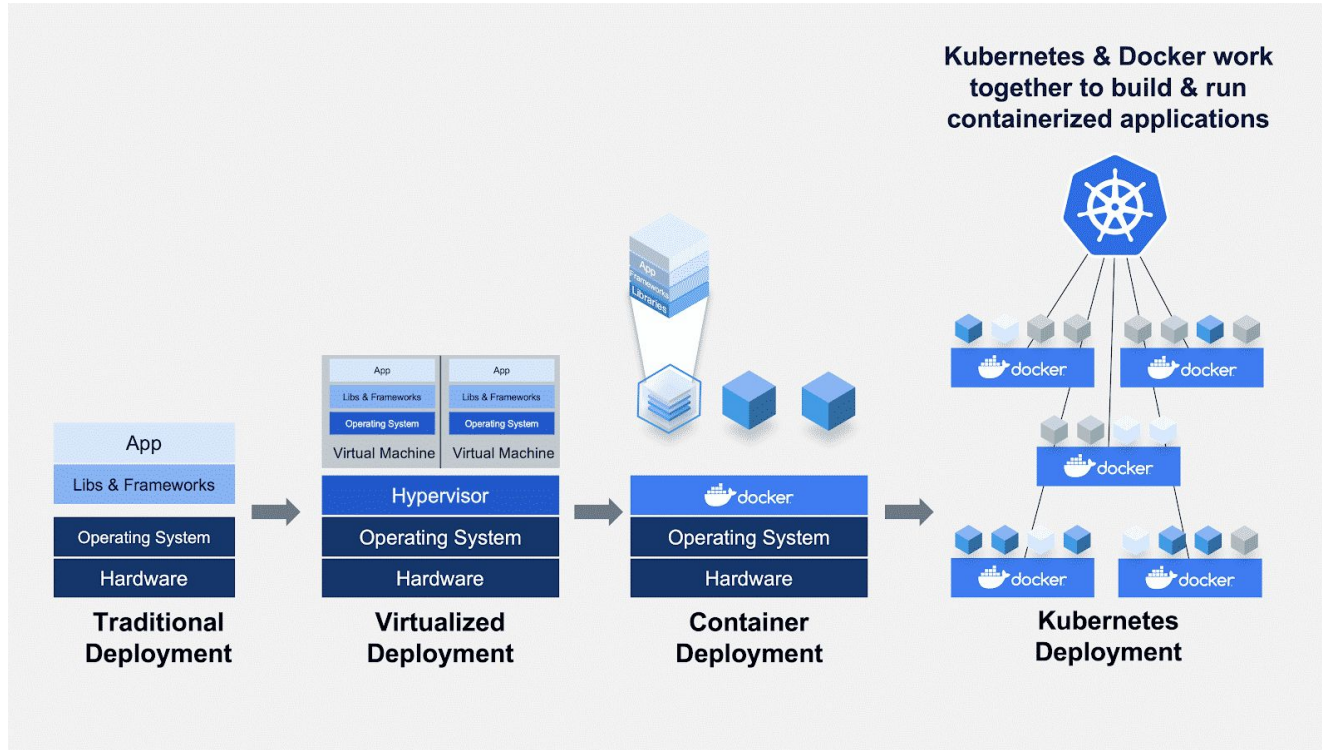 Kubernetes & Docker work
together to build & run
containerized applications
App
Libs & Frameworks
Operating System
Hardware
Traditional
Deployment
App
Libs & Frameworks
Operating System
Virtual Machine
App
Libs & Frameworks
Operating System
Virtual Machine
Hypervisor
Operating System
Hardware
Virtualized
Deployment
App
Frameworks
Libraries
docker
Operating System
Hardware
Container
Deployment
docker
docker
docker
docker
docker
Kubernetes
Deployment